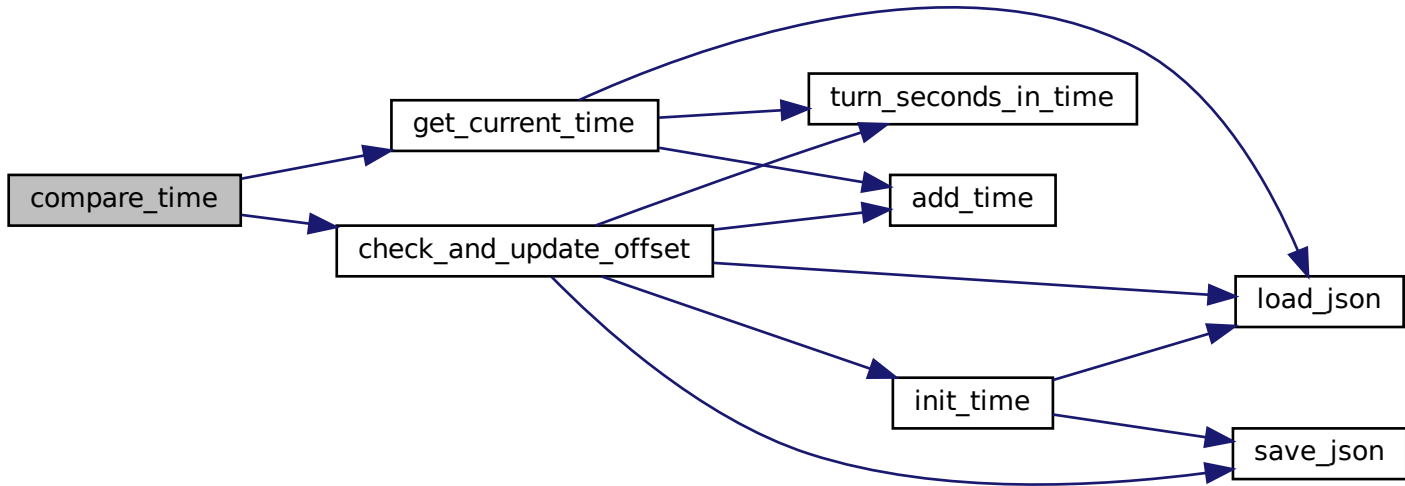 compare_time
get_current_time
check_and_update_offset
turn_seconds_in_time
add_time
init_time
load_json
save_json